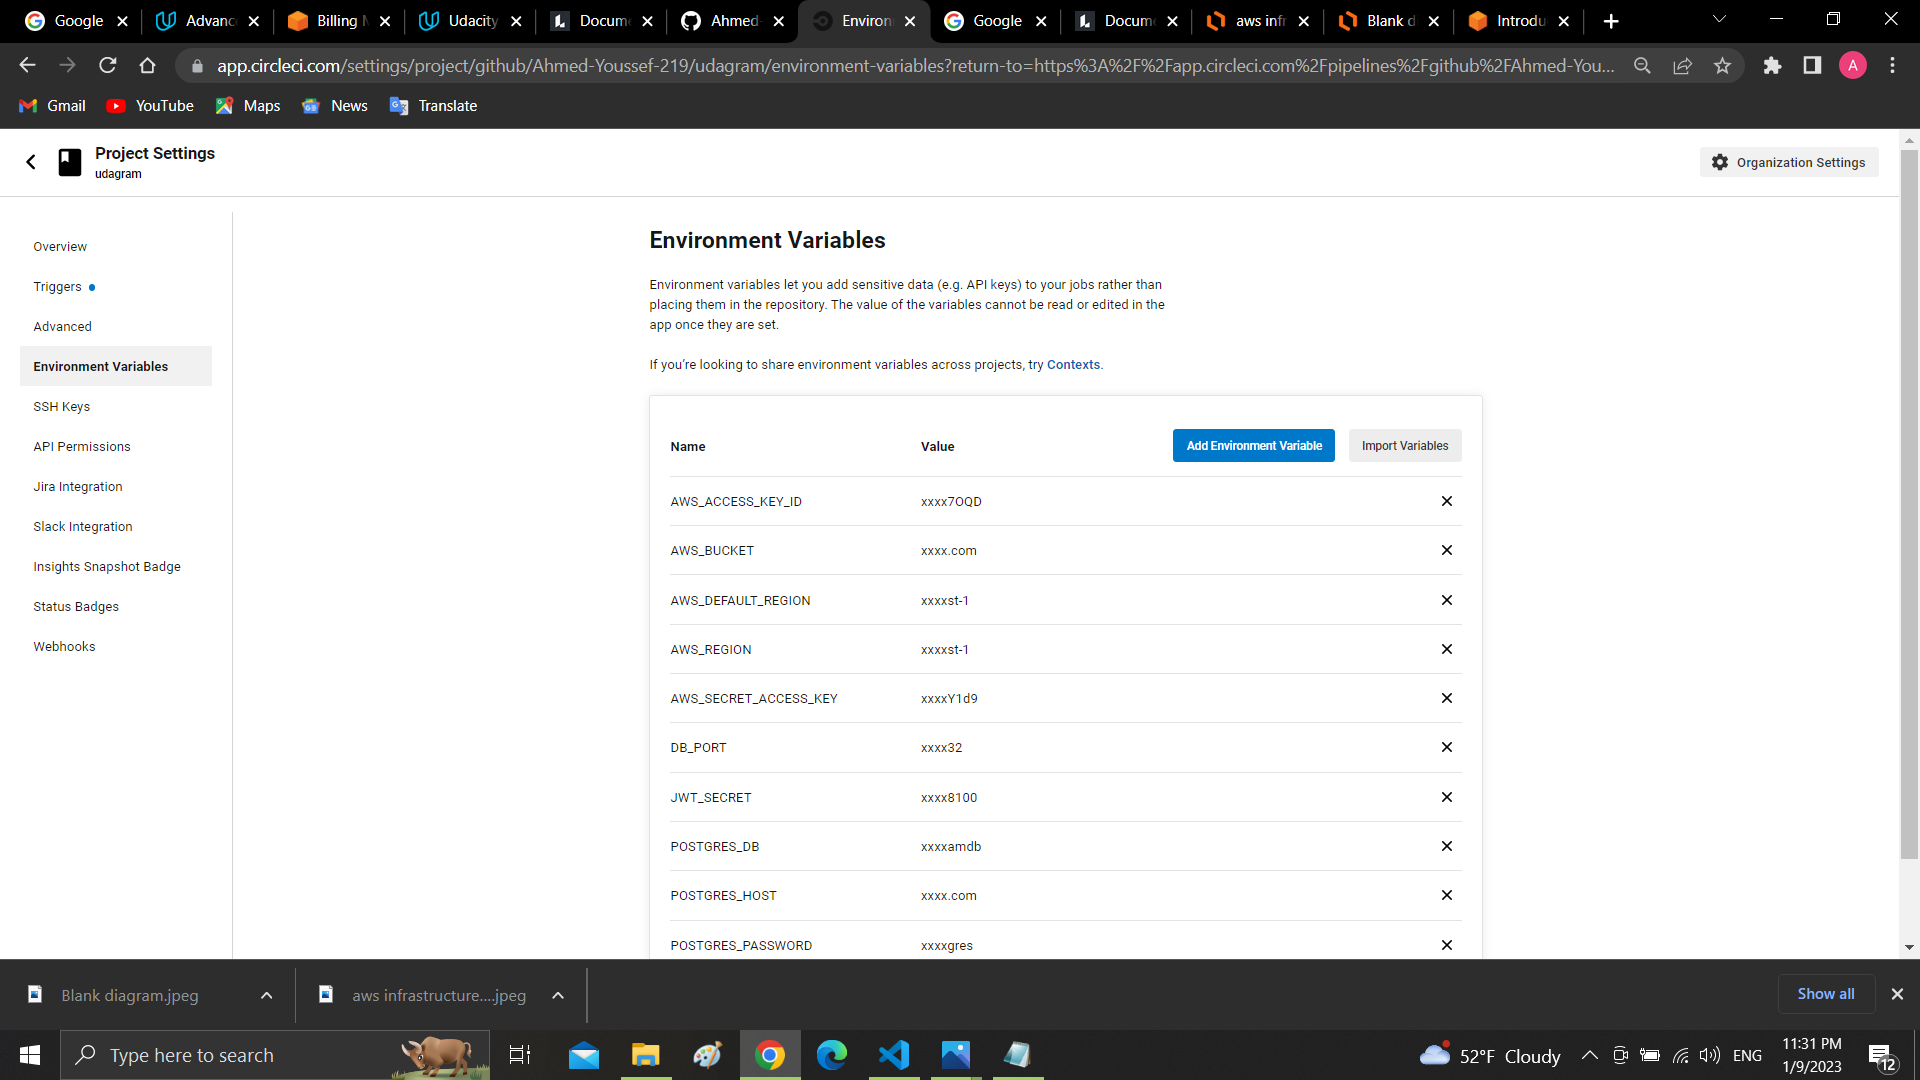 Google
Advanc
Billing
Udacity
Docume
Ahmed-
Environ
Google
Docume
aws infr
Blank d
Introdu
app.circleci.com/settings/project/github/Ahmed-Youssef-219/udagram/environment-variables?return-to=https%3A%2F%2Fapp.circleci.com%2Fpipelines%2Fgithub%2FAhmed-You...
A
Gmail
YouTube
Maps
News
Translate
Project Settings
udagram
Organization Settings
Overview
Triggers
Advanced
Environment Variables
SSH Keys
API Permissions
Jira Integration
Slack Integration
Insights Snapshot Badge
Status Badges
Webhooks
Environment Variables
Environment variables let you add sensitive data (e.g. API keys) to your jobs rather than
placing them in the repository. The value of the variables cannot be read or edited in the
app once they are set.
If you're looking to share environment variables across projects, try Contexts.
Name Value Add Environment Variable Import Variables
AWS_ACCESS_KEY_ID xxxx7OQD
AWS_BUCKET xxxx.com
AWS_DEFAULT_REGION xxxxst-1
AWS_REGION xxxxst-1
AWS_SECRET_ACCESS_KEY xxxxY1d9
DB_PORT xxxx32
JWT_SECRET xxxx8100
POSTGRES_DB xxxxamdb
POSTGRES_HOST xxxx.com
POSTGRES_PASSWORD xxxxgres
Blank diagram.jpeg
aws infrastructure....jpeg
Show all
Type here to search
52°F Cloudy
ENG
11:31 PM
1/9/2023
12